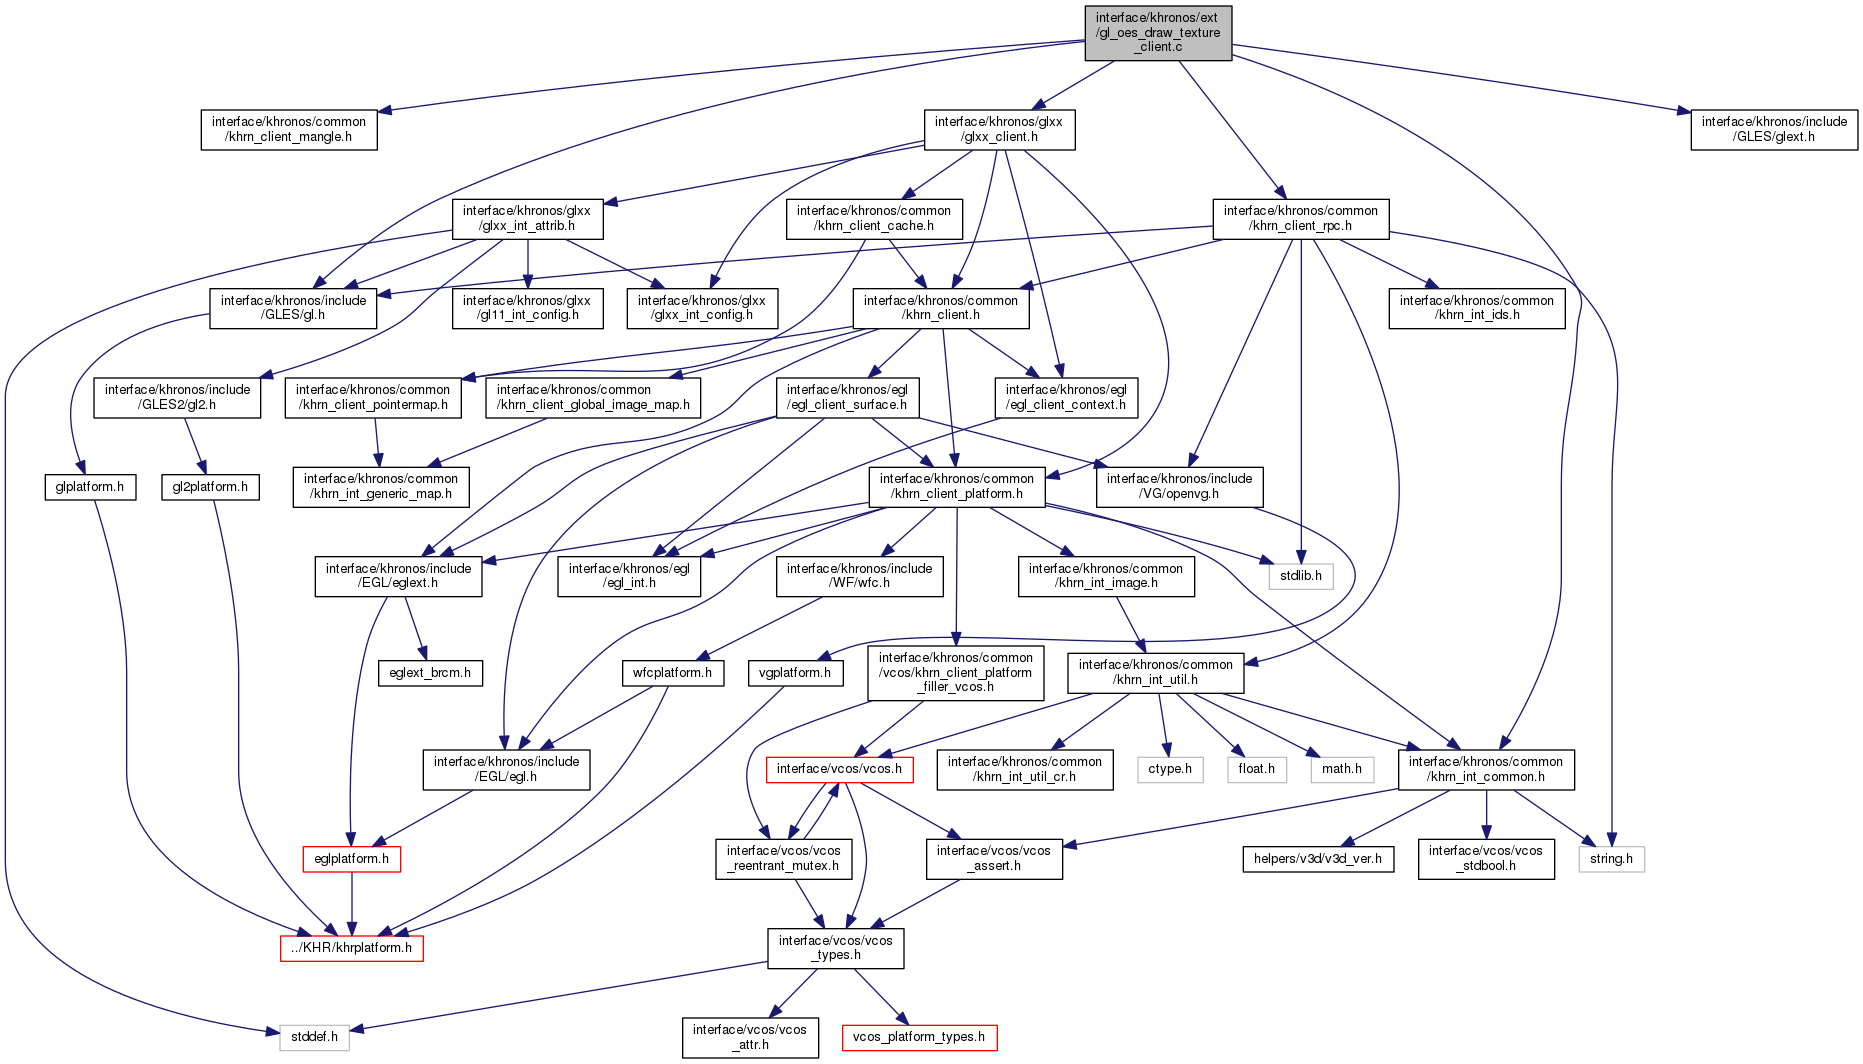 interface/khronos/ext
/gl_oes_draw_texture
_client.c
interface/khronos/common
/khrn_client_mangle.h
interface/khronos/glxx
/glxx_client.h
interface/khronos/include
/GLES/glext.h
interface/khronos/glxx
/glxx_int_attrib.h
interface/khronos/common
/khrn_client_cache.h
interface/khronos/common
/khrn_client_rpc.h
interface/khronos/include
/GLES/gl.h
interface/khronos/glxx
/gl11_int_config.h
interface/khronos/glxx
/glxx_int_config.h
interface/khronos/common
/khrn_client.h
interface/khronos/common
/khrn_int_ids.h
interface/khronos/include
/GLES2/gl2.h
interface/khronos/common
/khrn_client_pointermap.h
interface/khronos/common
/khrn_client_global_image_map.h
interface/khronos/egl
/egl_client_surface.h
interface/khronos/egl
/egl_client_context.h
glplatform.h
gl2platform.h
interface/khronos/common
/khrn_int_generic_map.h
interface/khronos/common
/khrn_client_platform.h
interface/khronos/include
/VG/openvg.h
interface/khronos/include
/EGL/eglext.h
interface/khronos/egl
/egl_int.h
interface/khronos/include
/WF/wfc.h
interface/khronos/common
/khrn_int_image.h
stdlib.h
eglext_brcm.h
wfcplatform.h
vgplatform.h
interface/khronos/common
/vcos/khrn_client_platform
_filler_vcos.h
interface/khronos/common
/khrn_int_util.h
interface/khronos/include
/EGL/egl.h
interface/vcos/vcos.h
interface/khronos/common
/khrn_int_util_cr.h
ctype.h
float.h
math.h
interface/khronos/common
/khrn_int_common.h
eglplatform.h
interface/vcos/vcos
_reentrant_mutex.h
interface/vcos/vcos
_assert.h
helpers/v3d/v3d_ver.h
interface/vcos/vcos
_stdbool.h
string.h
../KHR/khrplatform.h
interface/vcos/vcos
_types.h
stddef.h
interface/vcos/vcos
_attr.h
vcos_platform_types.h